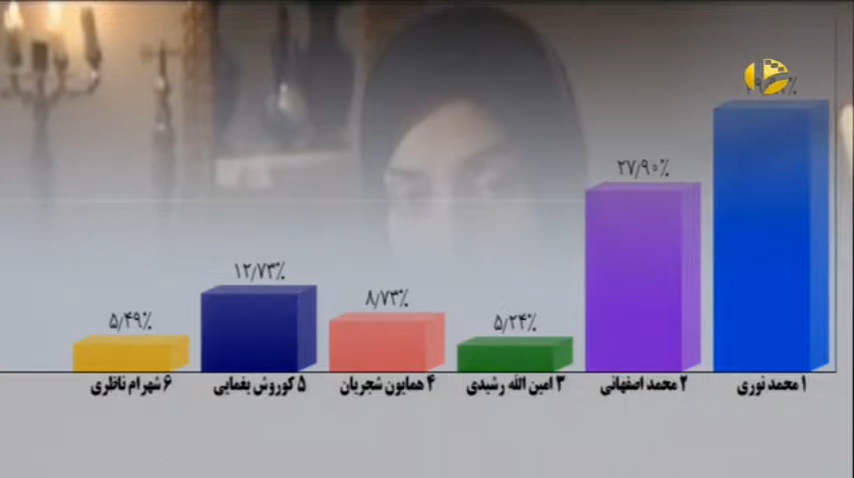 ۲۷/۹۰٪
۱۲/۷۳٪
۸/۷۳٪
۵/۲۴٪
۵/۴۹٪
۱ محمد نوری
۲ محمد اصفهانی
۳ امین الله رشیدی
۴ همایون شجریان
۵ کوروش یغمایی
۶ شهرام ناظری